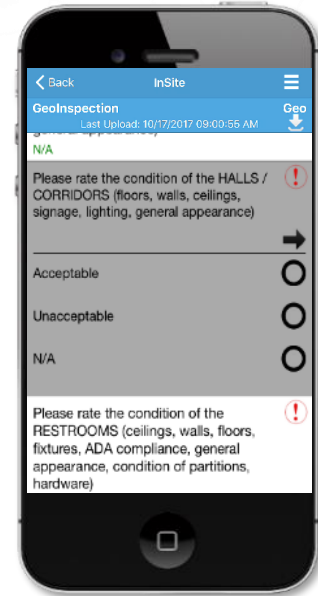 Back InSite
GeoInspection Geo
Last Upload: 10/17/2017 09:00:55 AM
general appearance)
N/A
Please rate the condition of the HALLS /
CORRIDORS (floors, walls, ceilings,
signage, lighting, general appearance)
Acceptable
Unacceptable
N/A
Please rate the condition of the
RESTROOMS (ceilings, walls, floors,
fixtures, ADA compliance, general
appearance, condition of partitions,
hardware)